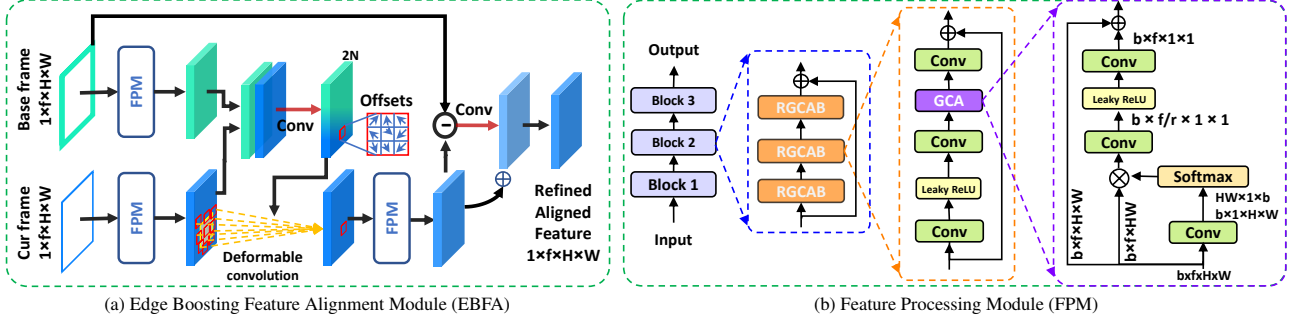 Base frame
1×f×H×W
FPM
Conv
2N
Offsets
Conv
Cur frame
1×f×H×W
FPM
Deformable
convolution
FPM
Refined
Aligned
Feature
1×f×H×W
(a) Edge Boosting Feature Alignment Module (EBFA)
Output
Block 3
Block 2
Block 1
Input
RGCAB
RGCAB
RGCAB
Conv
GCA
Conv
Leaky ReLU
Conv
b×f×1×1
Conv
Leaky ReLU
b × f/r × 1 × 1
Conv
Softmax
HW×1×b
b×1×H×W
Conv
b×f×H×W
b×f×HW
bxfxHxW
(b) Feature Processing Module (FPM)